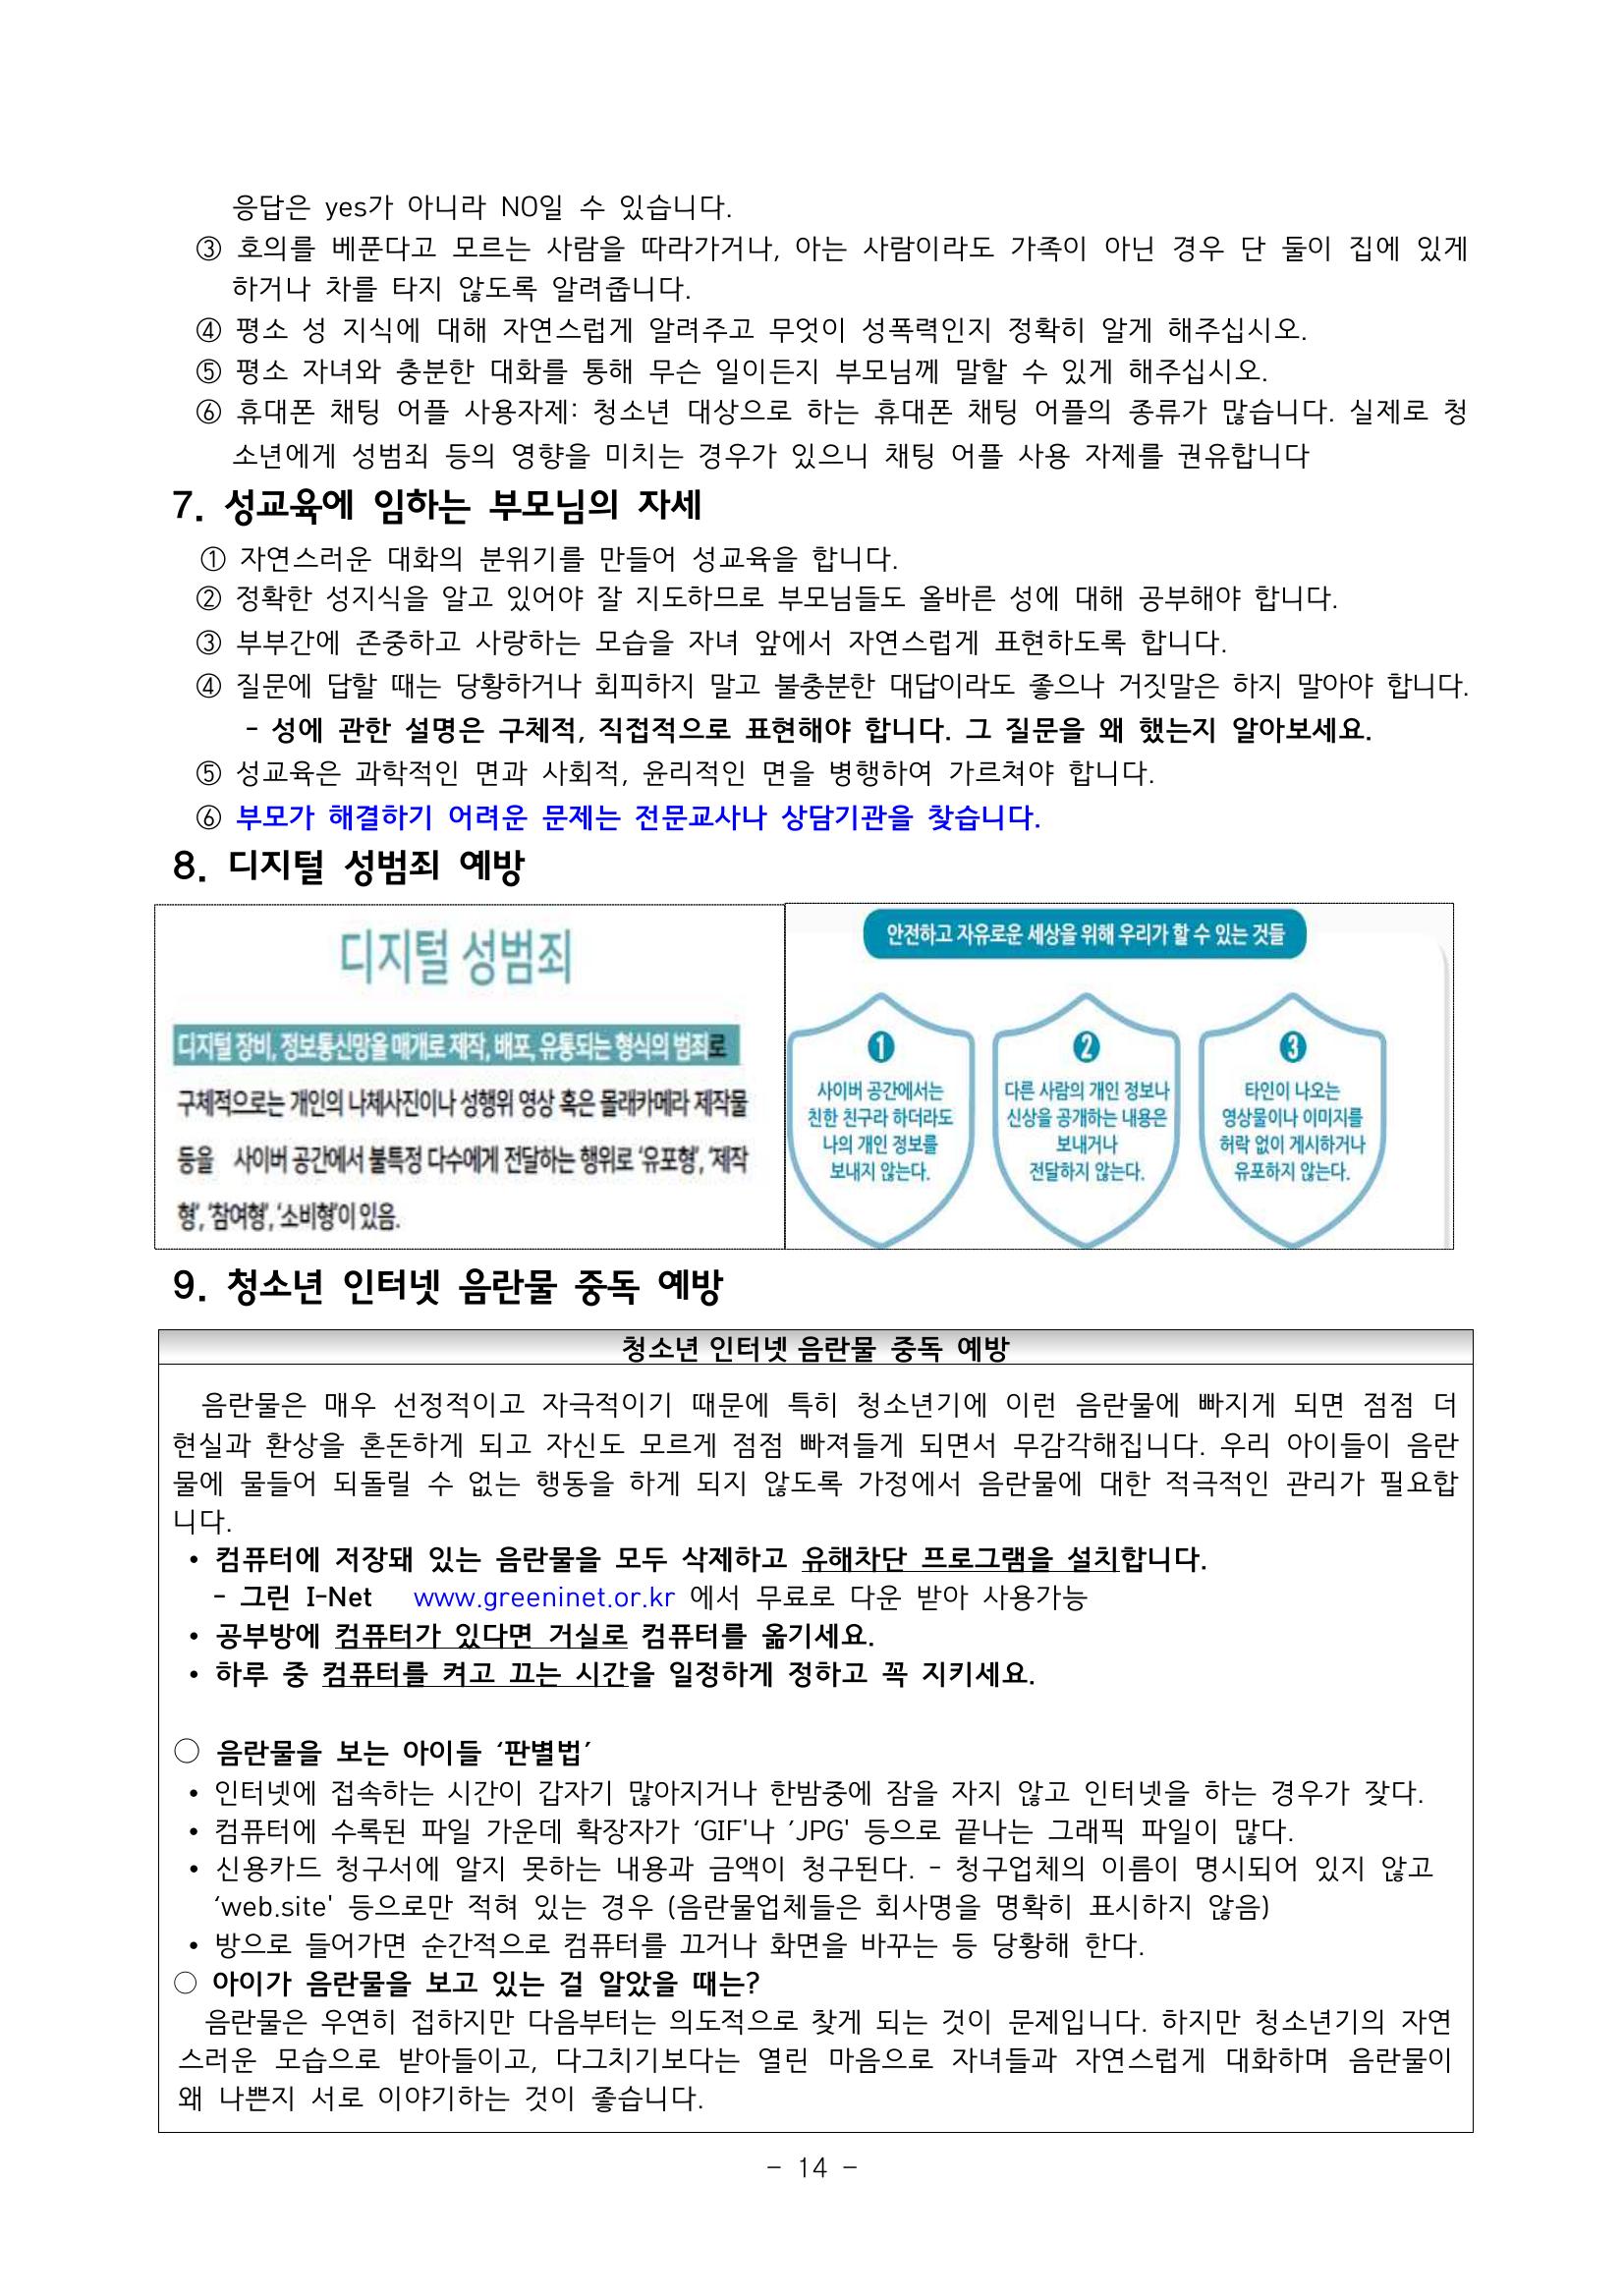 응답은 yes가 아니라 NO일 수 있습니다.
③ 호의를 베푼다고 모르는 사람을 따라가거나, 아는 사람이라도 가족이 아닌 경우 단 둘이 집에 있게
하거나 차를 타지 않도록 알려줍니다.
④ 평소 성 지식에 대해 자연스럽게 알려주고 무엇이 성폭력인지 정확히 알게 해주십시오.
⑤ 평소 자녀와 충분한 대화를 통해 무슨 일이든지 부모님께 말할 수 있게 해주십시오.
⑥ 휴대폰 채팅 어플 사용자제: 청소년 대상으로 하는 휴대폰 채팅 어플의 종류가 많습니다. 실제로 청
소년에게 성범죄 등의 영향을 미치는 경우가 있으니 채팅 어플 사용 자제를 권유합니다
7. 성교육에 임하는 부모님의 자세
① 자연스러운 대화의 분위기를 만들어 성교육을 합니다.
② 정확한 성지식을 알고 있어야 잘 지도하므로 부모님들도 올바른 성에 대해 공부해야 합니다.
③ 부부간에 존중하고 사랑하는 모습을 자녀 앞에서 자연스럽게 표현하도록 합니다.
④ 질문에 답할 때는 당황하거나 회피하지 말고 불충분한 대답이라도 좋으나 거짓말은 하지 말아야 합니다.
- 성에 관한 설명은 구체적, 직접적으로 표현해야 합니다. 그 질문을 왜 했는지 알아보세요.
⑤ 성교육은 과학적인 면과 사회적, 윤리적인 면을 병행하여 가르쳐야 합니다.
⑥ 부모가 해결하기 어려운 문제는 전문교사나 상담기관을 찾습니다.
8. 디지털 성범죄 예방
디지털 성범죄
디지털 장비, 정보통신망을 매개로 제작, 배포, 유통되는 형식의 범죄로
구체적으로는 개인의 나체사진이나 성행위 영상 혹은 몰래카메라 제작물
등을 사이버 공간에서 불특정 다수에게 전달하는 행위로 '유포형', '제작
형', '참여형', '소비형'이 있음.
안전하고 자유로운 세상을 위해 우리가 할 수 있는 것들
1
사이버 공간에서는
친한 친구라 하더라도
나의 개인 정보를
보내지 않는다.
2
다른 사람의 개인 정보나
신상을 공개하는 내용은
보내거나
전달하지 않는다.
3
타인이 나오는
영상물이나 이미지를
허락 없이 게시하거나
유포하지 않는다.
9. 청소년 인터넷 음란물 중독 예방
청소년 인터넷 음란물 중독 예방
음란물은 매우 선정적이고 자극적이기 때문에 특히 청소년기에 이런 음란물에 빠지게 되면 점점 더
현실과 환상을 혼돈하게 되고 자신도 모르게 점점 빠져들게 되면서 무감각해집니다. 우리 아이들이 음란
물에 물들어 되돌릴 수 없는 행동을 하게 되지 않도록 가정에서 음란물에 대한 적극적인 관리가 필요합
니다.
• 컴퓨터에 저장돼 있는 음란물을 모두 삭제하고 유해차단 프로그램을 설치합니다.
- 그린 I-Net www.greeninet.or.kr 에서 무료로 다운 받아 사용가능
• 공부방에 컴퓨터가 있다면 거실로 컴퓨터를 옮기세요.
• 하루 중 컴퓨터를 켜고 끄는 시간을 일정하게 정하고 꼭 지키세요.
○ 음란물을 보는 아이들 ‘판별법’
• 인터넷에 접속하는 시간이 갑자기 많아지거나 한밤중에 잠을 자지 않고 인터넷을 하는 경우가 잦다.
• 컴퓨터에 수록된 파일 가운데 확장자가 ‘GIF'나 ’JPG' 등으로 끝나는 그래픽 파일이 많다.
• 신용카드 청구서에 알지 못하는 내용과 금액이 청구된다. - 청구업체의 이름이 명시되어 있지 않고
‘web.site' 등으로만 적혀 있는 경우 (음란물업체들은 회사명을 명확히 표시하지 않음)
• 방으로 들어가면 순간적으로 컴퓨터를 끄거나 화면을 바꾸는 등 당황해 한다.
○ 아이가 음란물을 보고 있는 걸 알았을 때는?
음란물은 우연히 접하지만 다음부터는 의도적으로 찾게 되는 것이 문제입니다. 하지만 청소년기의 자연
스러운 모습으로 받아들이고, 다그치기보다는 열린 마음으로 자녀들과 자연스럽게 대화하며 음란물이
왜 나쁜지 서로 이야기하는 것이 좋습니다.
- 14 -